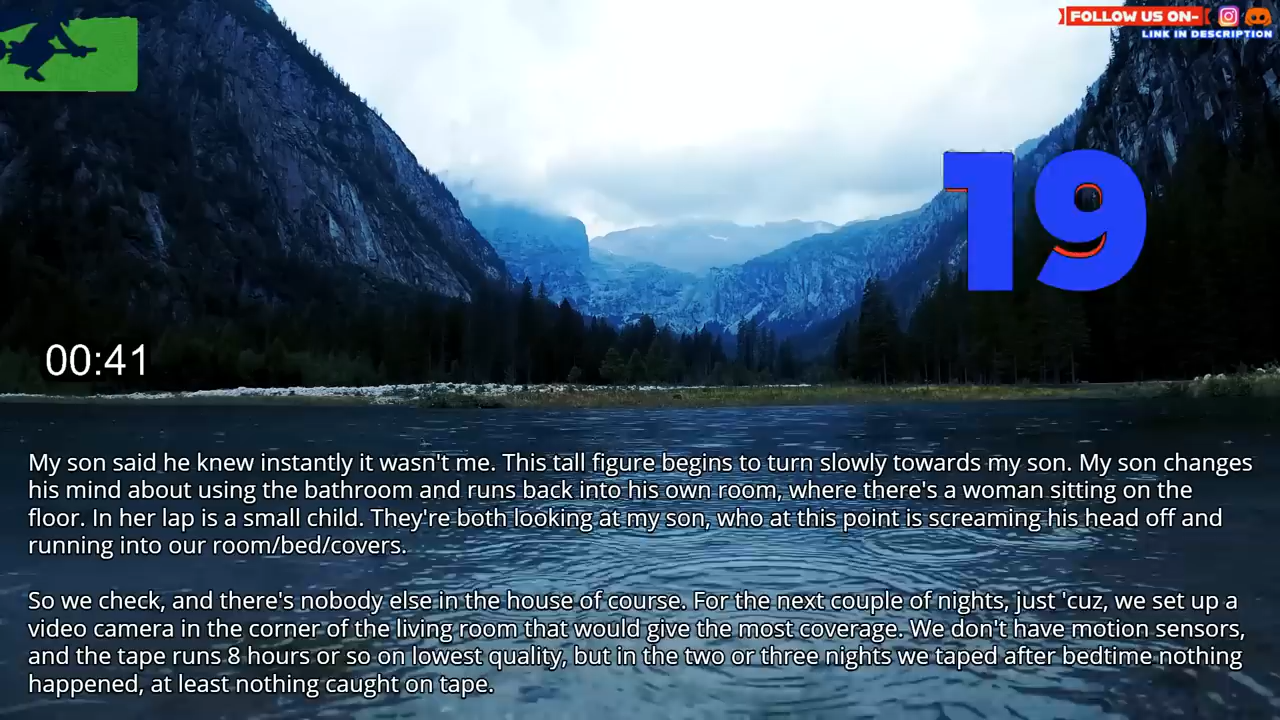 FOLLOW US ON-
LINK IN DESCRIPTION
19
00:41
My son said he knew instantly it wasn't me. This tall figure begins to turn slowly towards my son. My son changes
his mind about using the bathroom and runs back into his own room, where there's a woman sitting on the
floor. In her lap is a small child. They're both looking at my son, who at this point is screaming his head off and
running into our room/bed/covers.
So we check, and there's nobody else in the house of course. For the next couple of nights, just 'cuz, we set up a
video camera in the corner of the living room that would give the most coverage. We don't have motion sensors,
and the tape runs 8 hours or so on lowest quality, but in the two or three nights we taped after bedtime nothing
happened, at least nothing caught on tape.